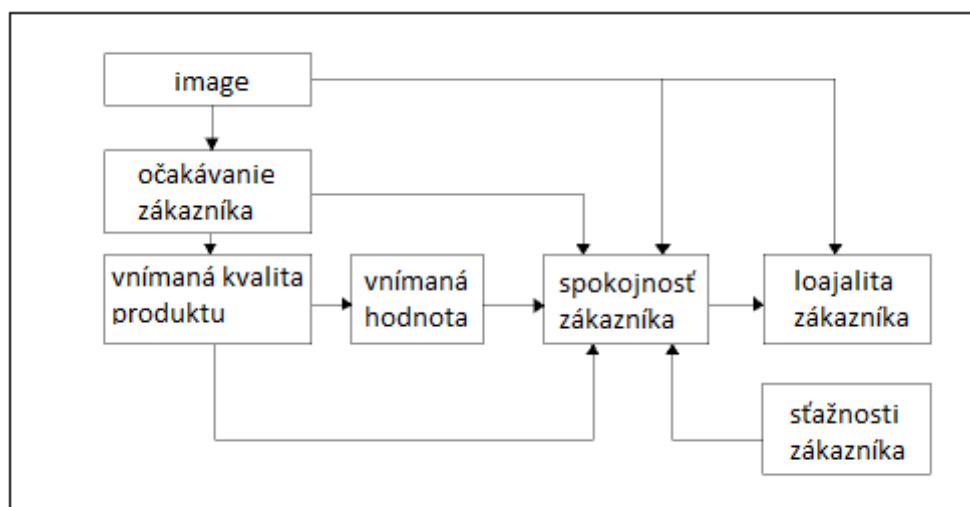 image
očakávanie
zákazníka
vnímaná kvalita
produktu
vnímaná
hodnota
spokojnosť
zákazníka
loajalita
zákazníka
sťažnosti
zákazníka